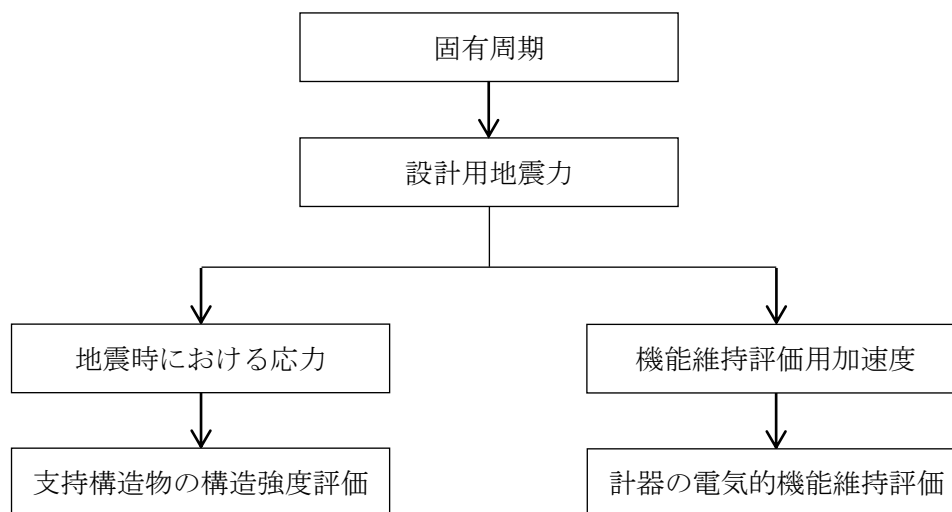 固有周期
設計用地震力
地震時における応力
機能維持評価用加速度
支持構造物の構造強度評価
計器の電気的機能維持評価